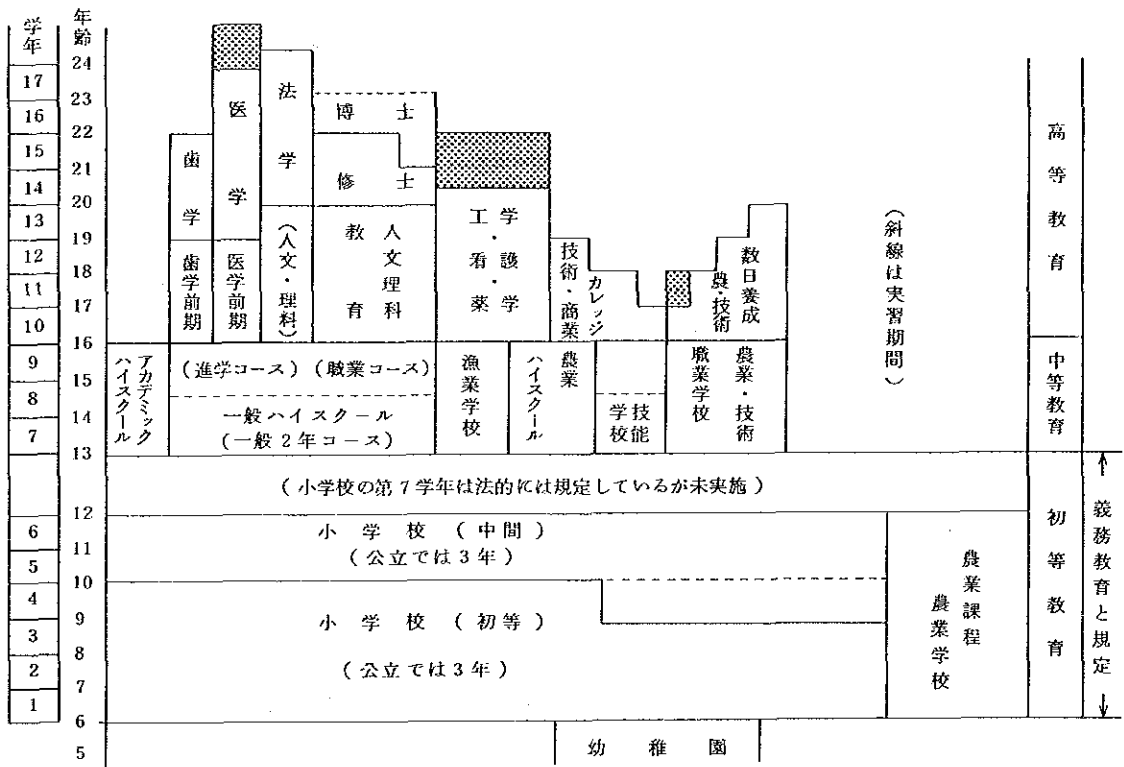 学年
年齢
24
17
23
16
22
15
21
14
20
13
19
12
18
11
17
10
16
9
15
8
14
7
13
12
6
11
5
10
4
9
3
8
2
7
1
6
5
歯学
歯学前期
医学
医学前期
法学
(人文・理科)
博士
修士
教育
人文理科
工学・看護・薬学
技術・商業
カレッジ
農・技術
数日養成
(斜線は実習期間)
アカデミックハイスクール
(進学コース) (職業コース)
一般ハイスクール
(一般2年コース)
漁業学校
ハイスクール
農業
技能学校
農業・技術
職業学校
(小学校の第7学年は法的には規定しているが未実施)
小学校 (中間)
(公立では3年)
小学校 (初等)
(公立では3年)
農業課程
農業学校
幼稚園
高等教育
中等教育
初等教育
義務教育と規定